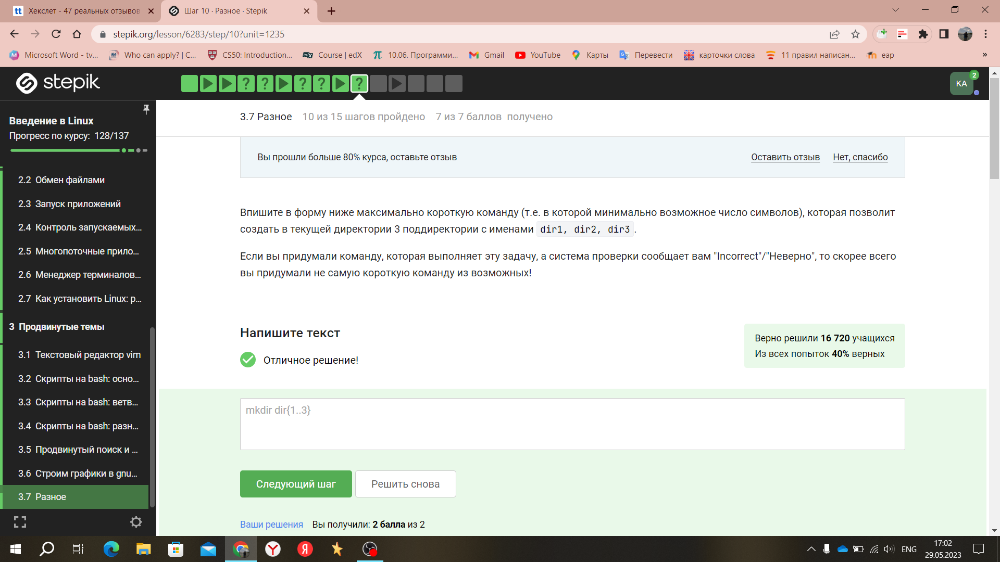 Хекслет - 47 реальных отзывов
Шаг 10 · Разное · Stepik
stepik.org/lesson/6283/step/10?unit=1235
Microsoft Word - tv...
Who can apply? | C...
CS50: Introduction...
edX
Course | edX
10.06. Программи...
Gmail
YouTube
Карты
Перевести
карточки слова
11 правил написан...
eap
»
stepik
? ? ? ? ?
KA
2
Введение в Linux
Прогресс по курсу: 128/137
2.2 Обмен файлами
2.3 Запуск приложений
2.4 Контроль запускаемых...
2.5 Многопоточные прило...
2.6 Менеджер терминалов...
2.7 Как установить Linux: р...
3 Продвинутые темы
3.1 Текстовый редактор vim
3.2 Скрипты на bash: осно...
3.3 Скрипты на bash: ветв...
3.4 Скрипты на bash: разн...
3.5 Продвинутый поиск и ...
3.6 Строим графики в gnu...
3.7 Разное
3.7 Разное 10 из 15 шагов пройдено 7 из 7 баллов получено
Вы прошли больше 80% курса, оставьте отзыв
Оставить отзыв
Нет, спасибо
Впишите в форму ниже максимально короткую команду (т.е. в которой минимально возможное число символов), которая позволит
создать в текущей директории 3 поддиректории с именами dir1, dir2, dir3 .
Если вы придумали команду, которая выполняет эту задачу, а система проверки сообщает вам "Incorrect"/"Неверно", то скорее всего
вы придумали не самую короткую команду из возможных!
Напишите текст
Отличное решение!
Верно решили 16 720 учащихся
Из всех попыток 40% верных
mkdir dir{1..3}
Следующий шаг
Решить снова
Ваши решения
Вы получили: 2 балла из 2
ENG
17:02
29.05.2023